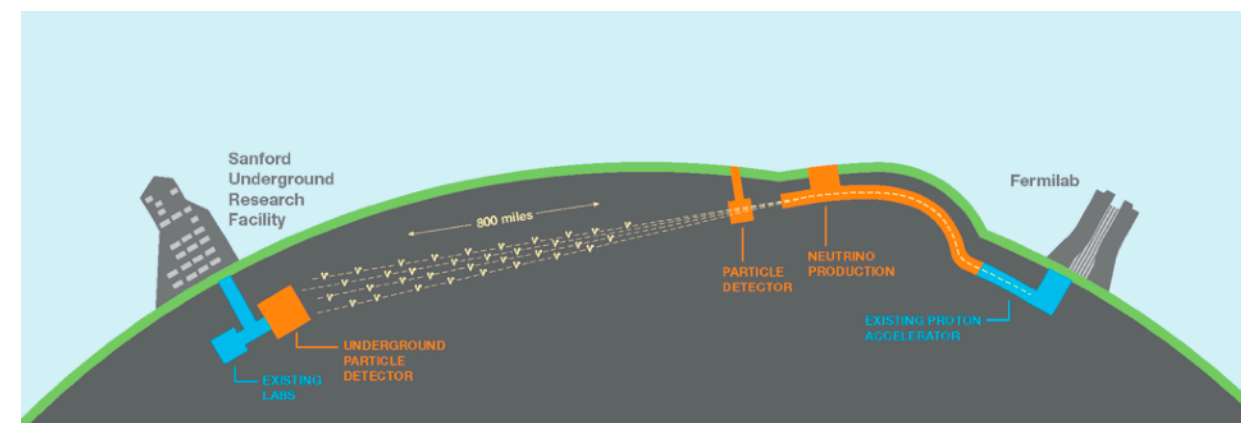 Sanford
Underground
Research
Facility
Fermilab
800 miles
PARTICLE
DETECTOR
NEUTRINO
PRODUCTION
EXISTING PROTON
ACCELERATOR
UNDERGROUND
PARTICLE
DETECTOR
EXISTING
LABS